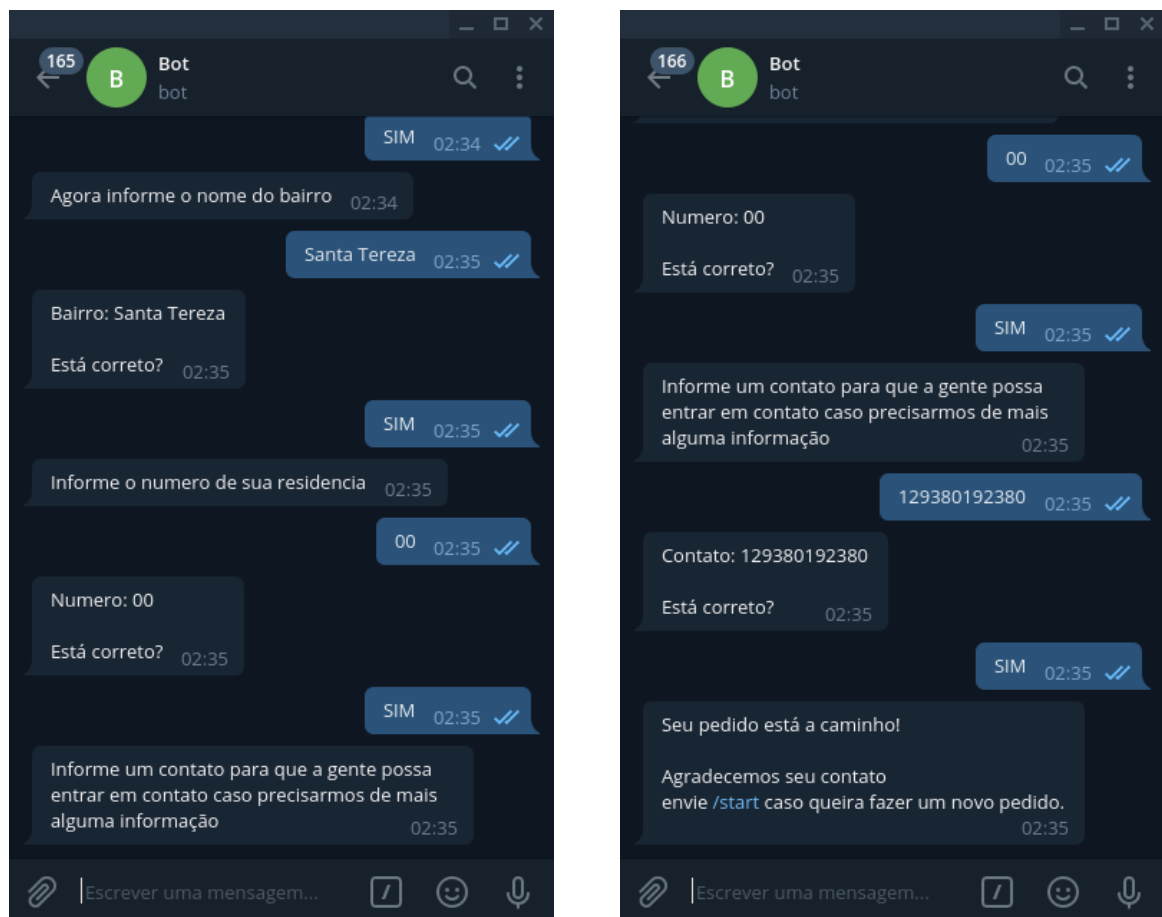 165
B
Bot
bot
SIM 02:34
Agora informe o nome do bairro 02:34
Santa Tereza 02:35
Bairro: Santa Tereza
Está correto? 02:35
SIM 02:35
Informe o numero de sua residencia 02:35
00 02:35
Numero: 00
Está correto? 02:35
SIM 02:35
Informe um contato para que a gente possa
entrar em contato caso precisarmos de mais
alguma informação 02:35
Escrever uma mensagem...
166
B
Bot
bot
00 02:35
Numero: 00
Está correto? 02:35
SIM 02:35
Informe um contato para que a gente possa
entrar em contato caso precisarmos de mais
alguma informação 02:35
129380192380 02:35
Contato: 129380192380
Está correto? 02:35
SIM 02:35
Seu pedido está a caminho!
Agradecemos seu contato
envie /start caso queira fazer um novo pedido.
02:35
Escrever uma mensagem...